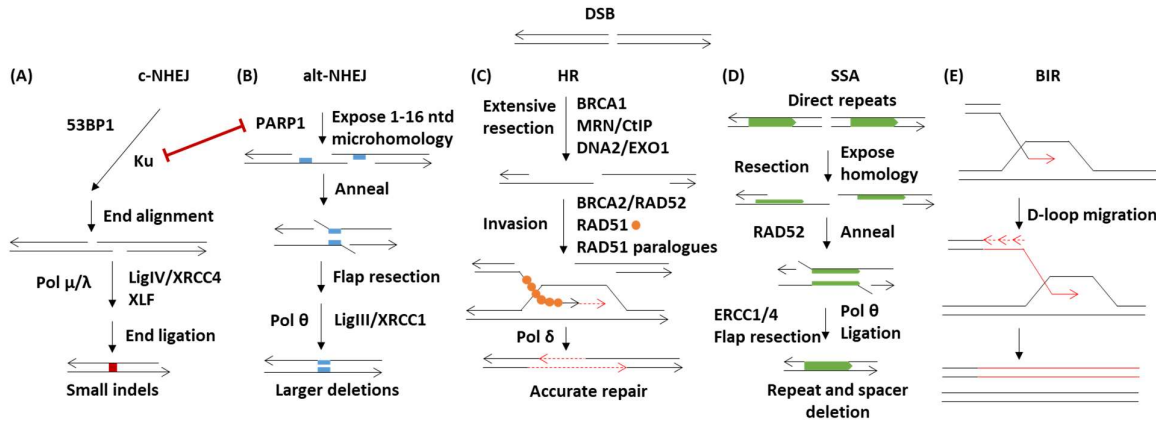 DSB
(A)
c-NHEJ
53BP1
Ku
End alignment
Pol μ/λ
LigIV/XRCC4
XLF
End ligation
Small indels
(B)
alt-NHEJ
PARP1
Expose 1-16 ntd
microhomology
Anneal
Flap resection
Pol θ
LigIII/XRCC1
Larger deletions
(C)
HR
Extensive
resection
BRCA1
MRN/CtIP
DNA2/EXO1
Invasion
BRCA2/RAD52
RAD51
RAD51 paralogues
Pol δ
Accurate repair
(D)
SSA
Direct repeats
Resection
Expose
homology
RAD52
Anneal
ERCC1/4
Flap resection
Pol θ
Ligation
Repeat and spacer
deletion
(E)
BIR
D-loop migration